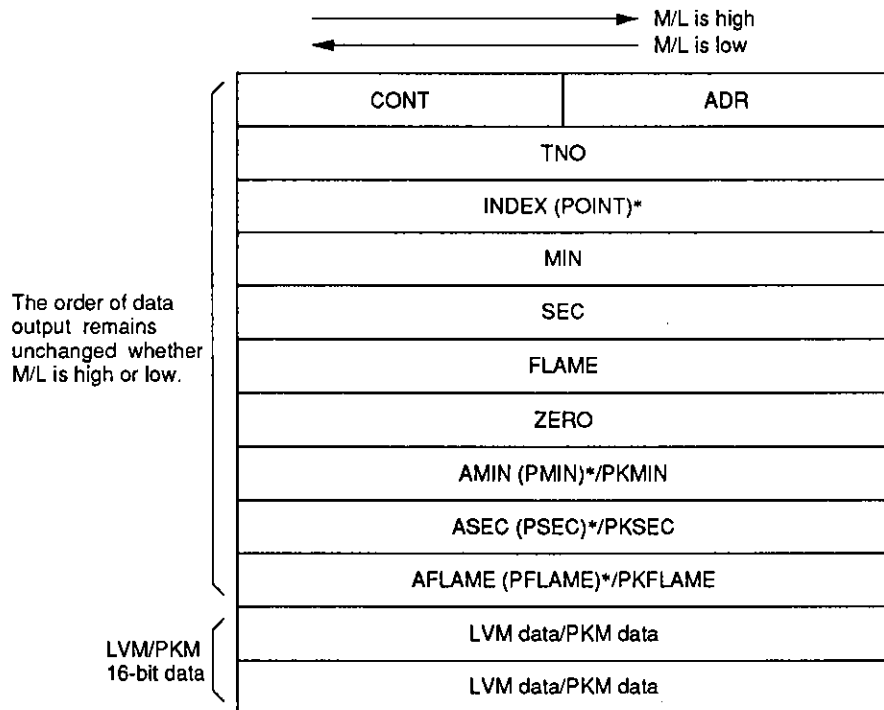 M/L is high
M/L is low
CONT ADR
TNO
INDEX (POINT)*
MIN
SEC
The order of data
output remains
unchanged whether
M/L is high or low.
FLAME
ZERO
AMIN (PMIN)*/PKMIN
ASEC (PSEC)*/PKSEC
AFLAME (PFLAME)*/PKFLAME
LVM/PKM
16-bit data
LVM data/PKM data
LVM data/PKM data